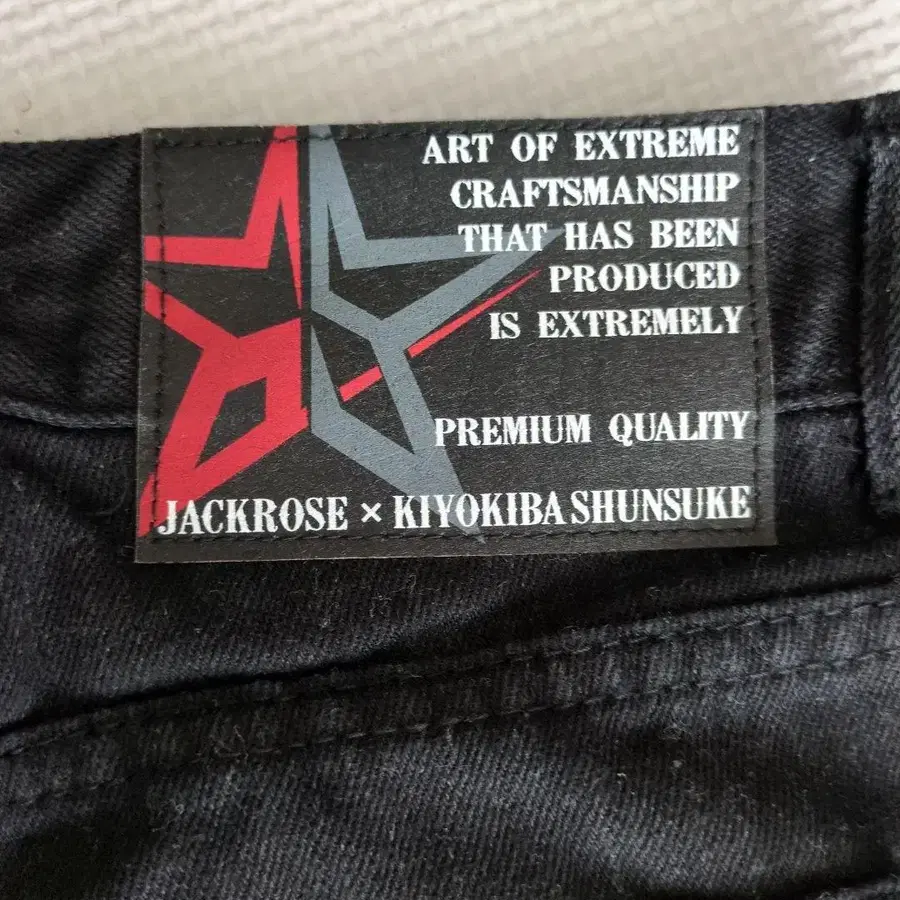 ART OF EXTREME
CRAFTSMANSHIP
THAT HAS BEEN
PRODUCED
IS EXTREMELY
PREMIUM QUALITY
JACKROSE × KIYOKIBA SHUNSUKE